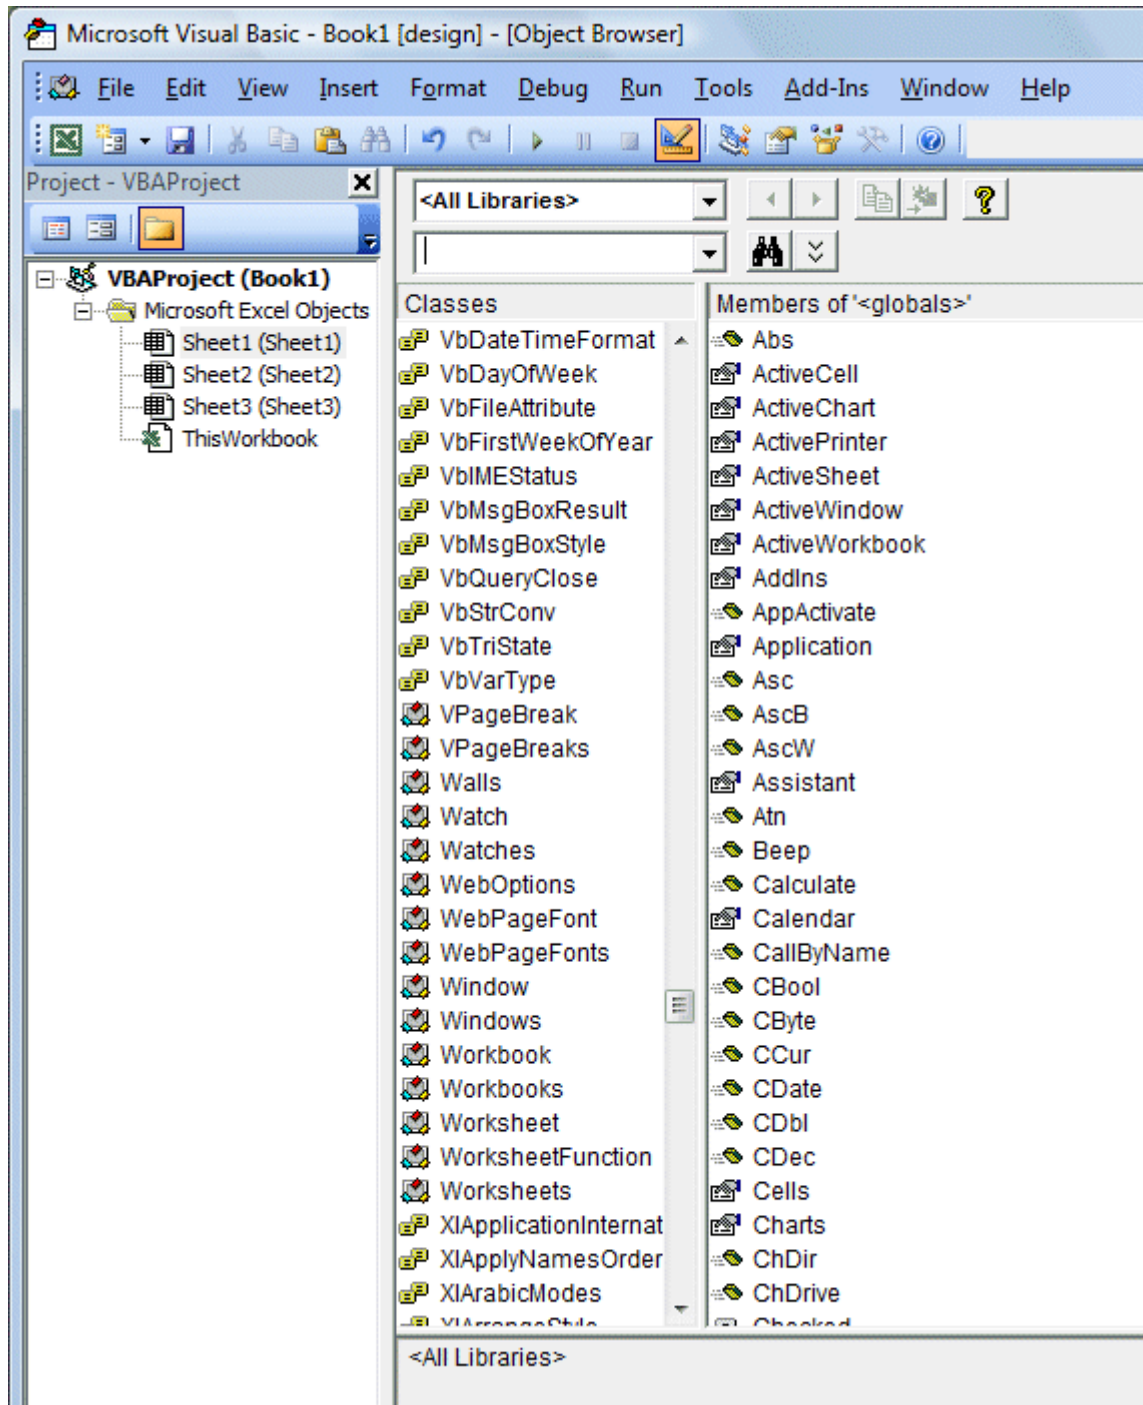 Microsoft Visual Basic - Book1 [design] - [Object Browser]
File Edit View Insert Format Debug Run Tools Add-Ins Window Help
Project - VBAProject
VBAProject (Book1)
Microsoft Excel Objects
Sheet1 (Sheet1)
Sheet2 (Sheet2)
Sheet3 (Sheet3)
ThisWorkbook
<All Libraries>
Classes
VbDateTimeFormat
VbDayOfWeek
VbFileAttribute
VbFirstWeekOfYear
VbIMEStatus
VbMsgBoxResult
VbMsgBoxStyle
VbQueryClose
VbStrConv
VbTriState
VbVarType
VPageBreak
VPageBreaks
Walls
Watch
Watches
WebOptions
WebPageFont
WebPageFonts
Window
Windows
Workbook
Workbooks
Worksheet
WorksheetFunction
Worksheets
XlApplicationInternat
XlApplyNamesOrder
XlArabicModes
XlArrangeStyle
Members of '<globals>'
Abs
ActiveCell
ActiveChart
ActivePrinter
ActiveSheet
ActiveWindow
ActiveWorkbook
AddIns
AppActivate
Application
Asc
AscB
AscW
Assistant
Atn
Beep
Calculate
Calendar
CallByName
CBool
CByte
CCur
CDate
CDbl
CDec
Cells
Charts
ChDir
ChDrive
Checked
<All Libraries>